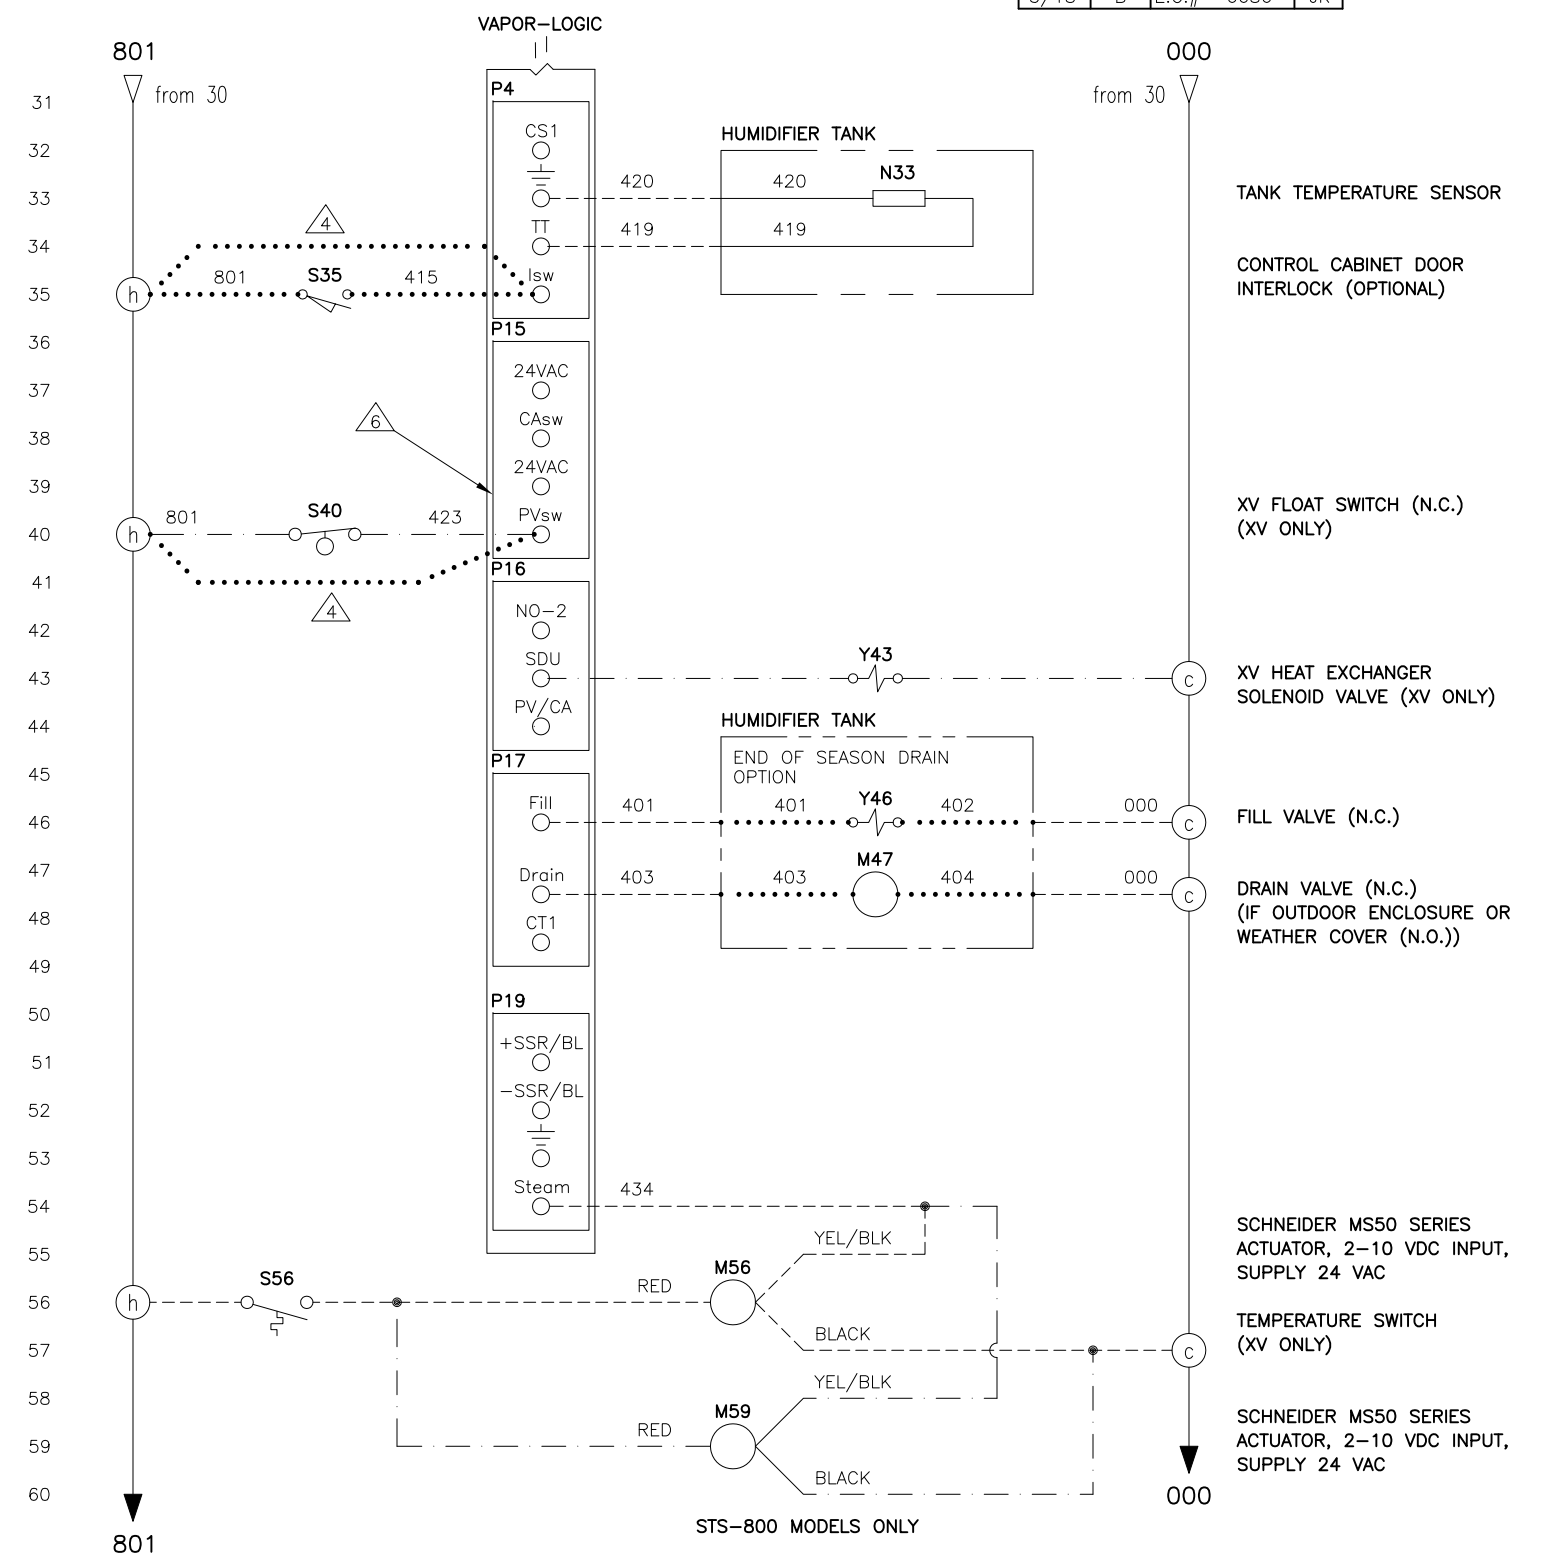 VAPOR-LOGIC
801
000
from 30
from 30
31
P4
CS1
HUMIDIFIER TANK
32
420
420
N33
33
TANK TEMPERATURE SENSOR
4
TT
419
419
34
801
S35
415
Isw
CONTROL CABINET DOOR
INTERLOCK (OPTIONAL)
h
35
P15
36
24VAC
37
6
CAsw
38
24VAC
39
801
S40
423
PVsw
XV FLOAT SWITCH (N.C.)
(XV ONLY)
h
40
P16
41
4
NO-2
42
SDU
Y43
43
c
XV HEAT EXCHANGER
SOLENOID VALVE (XV ONLY)
PV/CA
44
HUMIDIFIER TANK
P17
END OF SEASON DRAIN
OPTION
45
Fill
401
401
Y46
402
000
46
c
FILL VALVE (N.C.)
M47
47
Drain
403
403
404
000
c
DRAIN VALVE (N.C.)
(IF OUTDOOR ENCLOSURE OR
WEATHER COVER (N.O.))
48
CT1
49
P19
50
+SSR/BL
51
-SSR/BL
52
53
Steam
434
54
SCHNEIDER MS50 SERIES
ACTUATOR, 2-10 VDC INPUT,
SUPPLY 24 VAC
YEL/BLK
55
S56
RED
M56
56
h
TEMPERATURE SWITCH
(XV ONLY)
BLACK
57
c
YEL/BLK
58
M59
RED
59
SCHNEIDER MS50 SERIES
ACTUATOR, 2-10 VDC INPUT,
SUPPLY 24 VAC
BLACK
60
000
STS-800 MODELS ONLY
801